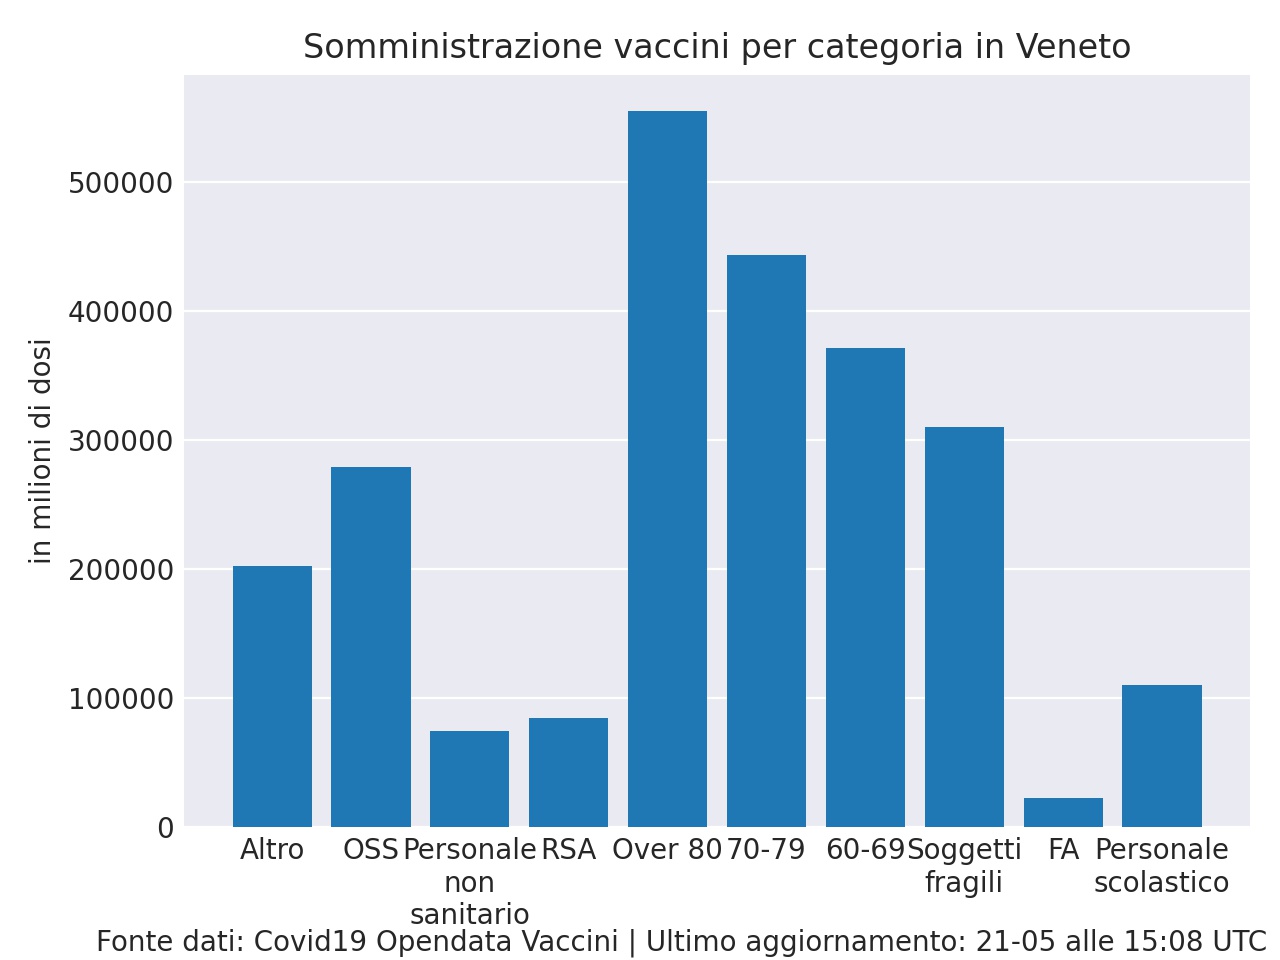 Somministrazione vaccini per categoria in Veneto
in milioni di dosi
500000
400000
300000
200000
100000
0
Altro
OSS
Personale
non
sanitario
RSA
Over 80
70-79
60-69
Soggetti
fragili
FA
Personale
scolastico
Fonte dati: Covid19 Opendata Vaccini | Ultimo aggiornamento: 21-05 alle 15:08 UTC